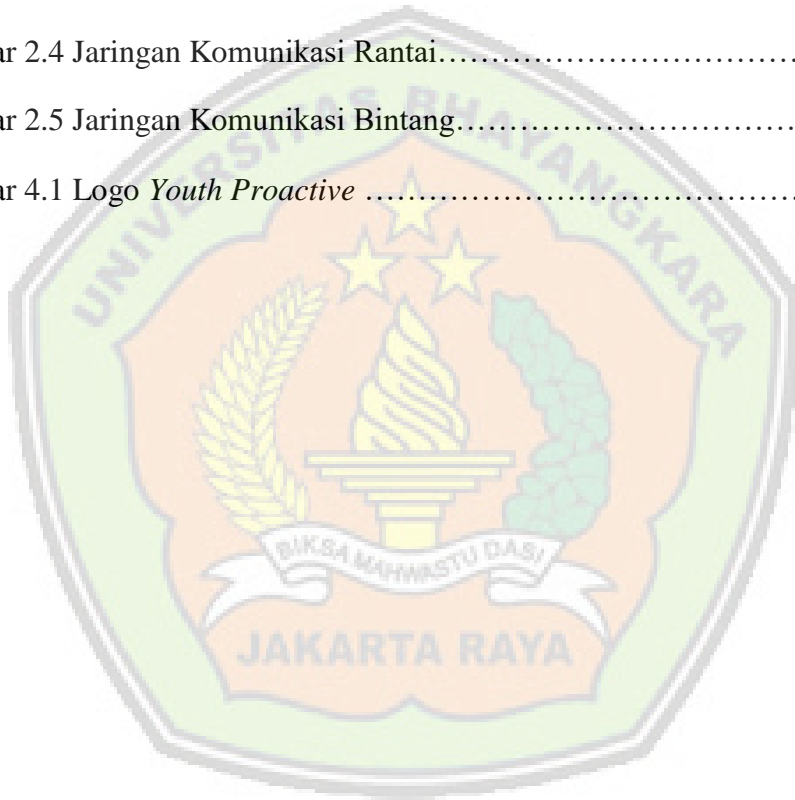 ar 2.4 Jaringan Komunikasi Rantai……………………………
ar 2.5 Jaringan Komunikasi Bintang……………………………
ar 4.1 Logo Youth Proactive ……………………………………
UNIVERSITAS BHAYANGKARA
BIKSA MAHWASTU DASI
JAKARTA RAYA